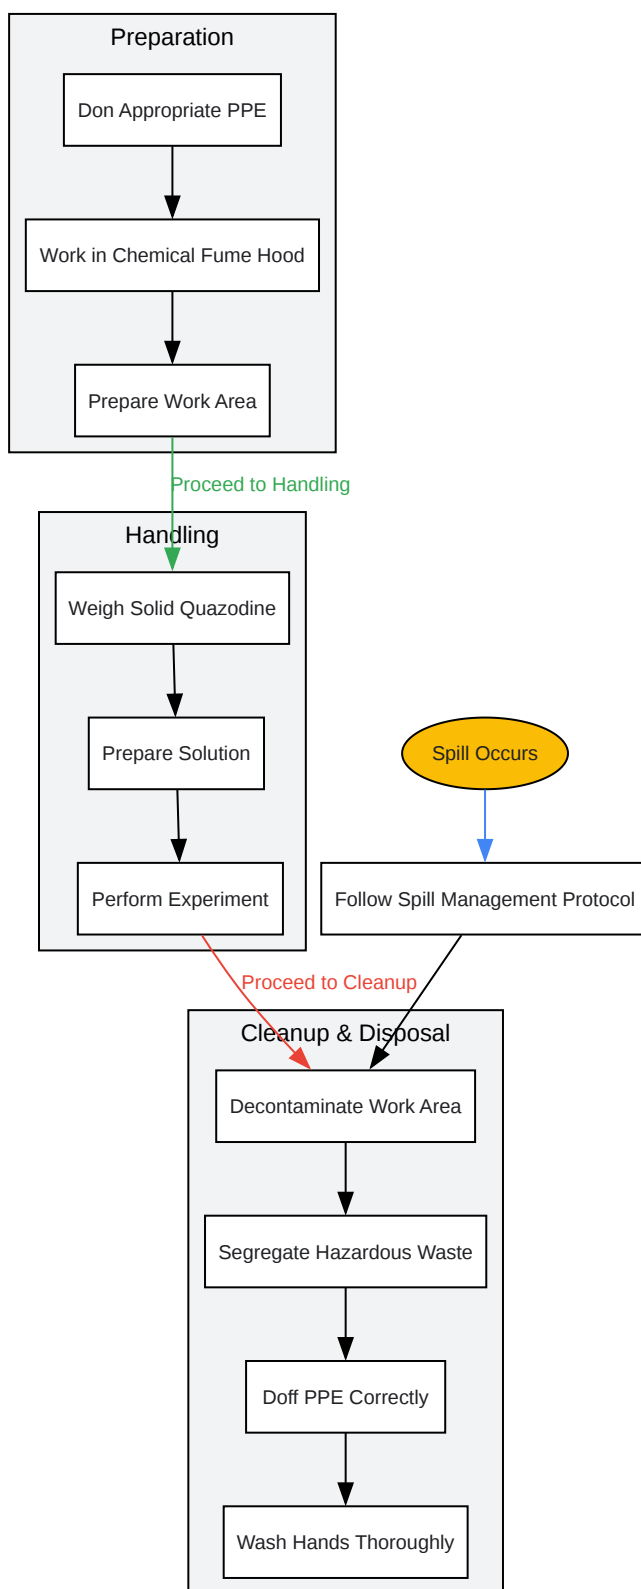 Preparation
Don Appropriate PPE
Work in Chemical Fume Hood
Prepare Work Area
Proceed to Handling
Handling
Weigh Solid Quazodine
Prepare Solution
Spill Occurs
Perform Experiment
Follow Spill Management Protocol
Proceed to Cleanup
Cleanup & Disposal
Decontaminate Work Area
Segregate Hazardous Waste
Doff PPE Correctly
Wash Hands Thoroughly